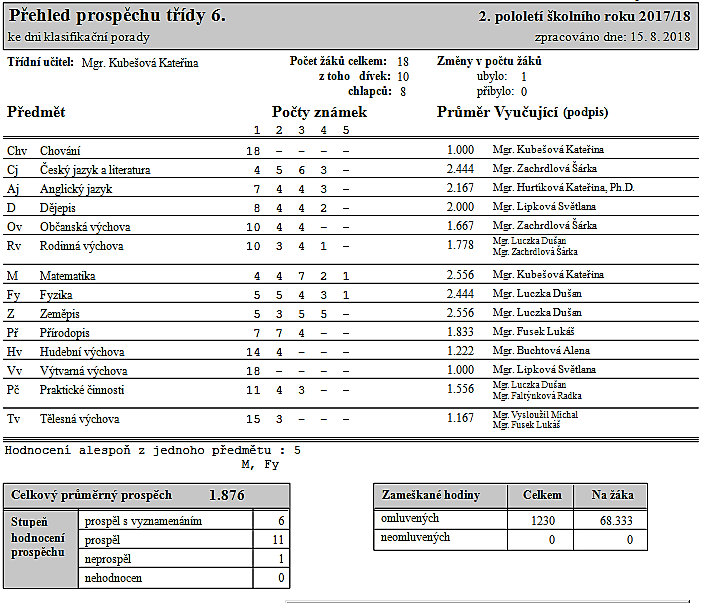 Přehled prospěchu třídy 6. 2. pololetí školního roku 2017/18
ke dni klasifikační porady zpracováno dne: 15. 8. 2018
Třídní učitel: Mgr. Kubešová Kateřina Počet žáků celkem: 18 Změny v počtu žáků
z toho dívek: 10 ubylo: 1
chlapců: 8 přibylo: 0
Předmět Počty známek Průměr Vyučující (podpis)
1 2 3 4 5
Chv Chování 18 – – – – 1.000 Mgr. Kubešová Kateřina
Cj Český jazyk a literatura 4 5 6 3 – 2.444 Mgr. Zachrdlová Šárka
Aj Anglický jazyk 7 4 4 3 – 2.167 Mgr. Hurtíková Kateřina, Ph.D.
D Dějepis 8 4 4 2 – 2.000 Mgr. Lípková Světlana
Ov Občanská výchova 10 4 4 – – 1.667 Mgr. Zachrdlová Šárka
Rv Rodinná výchova 10 3 4 1 – 1.778 Mgr. Luczka Dušan
Mgr. Zachrdlová Šárka
M Matematika 4 4 7 2 1 2.556 Mgr. Kubešová Kateřina
Fy Fyzika 5 5 4 3 1 2.444 Mgr. Luczka Dušan
Z Zeměpis 5 3 5 5 – 2.556 Mgr. Luczka Dušan
Př Přírodopis 7 7 4 – – 1.833 Mgr. Fusek Lukáš
Hv Hudební výchova 14 4 – – – 1.222 Mgr. Buchtová Alena
Vv Výtvarná výchova 18 – – – – 1.000 Mgr. Lípková Světlana
Pč Praktické činnosti 11 4 3 – – 1.556 Mgr. Luczka Dušan
Mgr. Faltýnková Radka
Tv Tělesná výchova 15 3 – – – 1.167 Mgr. Vysloužil Michal
Mgr. Fusek Lukáš
Hodnocení alespoň z jednoho předmětu : 5
M, Fy
Celkový průměrný prospěch 1.876
Stupeň hodnocení prospěchu
prospěl s vyznamenáním 6
prospěl 11
neprospěl 1
nehodnocen 0
Zameškané hodiny Celkem Na žáka
omluvených 1230 68.333
neomluvených 0 0